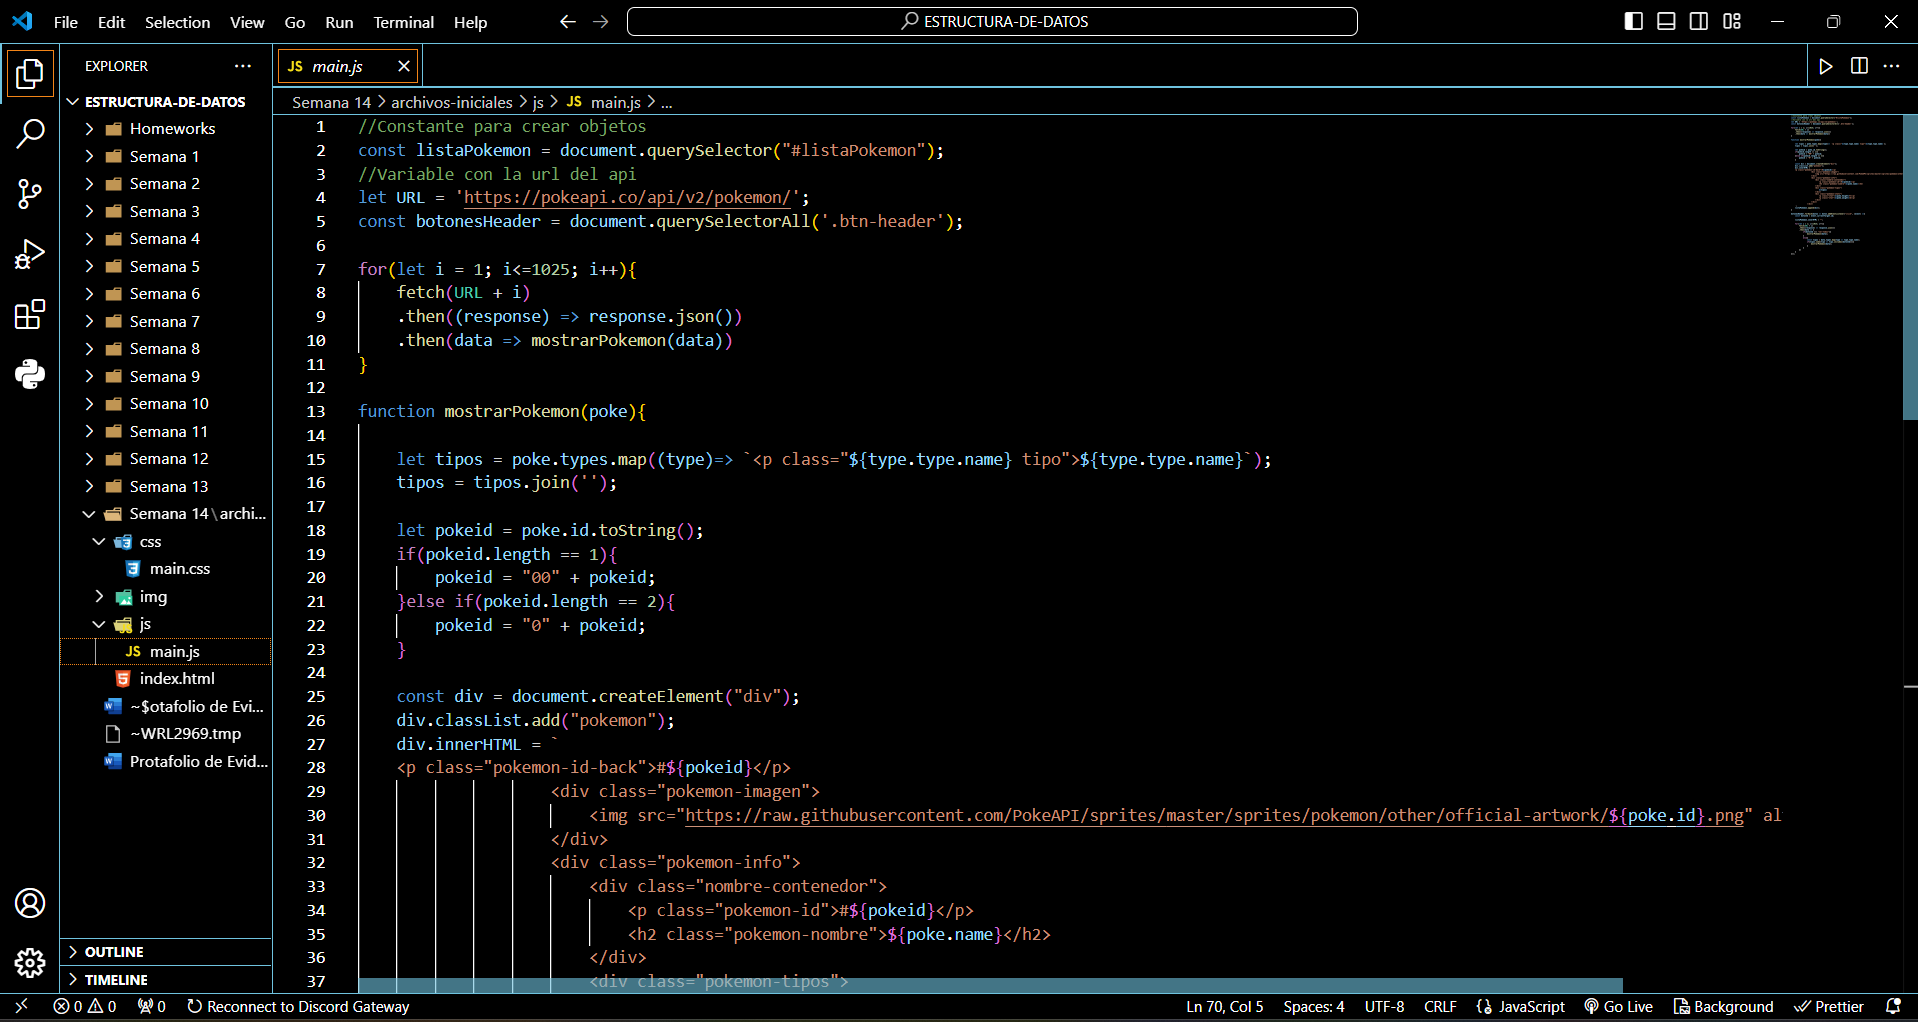 File Edit Selection View Go Run Terminal Help
ESTRUCTURA-DE-DATOS
EXPLORER
ESTRUCTURA-DE-DATOS
Homeworks
Semana 1
Semana 2
Semana 3
Semana 4
Semana 5
Semana 6
Semana 7
Semana 8
Semana 9
Semana 10
Semana 11
Semana 12
Semana 13
Semana 14\archi...
css
main.css
img
js
JS main.js
index.html
~$otafolio de Evi...
~WRL2969.tmp
Protafolio de Evid...
OUTLINE
TIMELINE
JS main.js
Semana 14 > archivos-iniciales > js > JS main.js > ...
1 //Constante para crear objetos
2 const listaPokemon = document.querySelector("#listaPokemon");
3 //Variable con la url del api
4 let URL = 'https://pokeapi.co/api/v2/pokemon/';
5 const botonesHeader = document.querySelectorAll('.btn-header');
6
7 for(let i = 1; i<=1025; i++){
8 fetch(URL + i)
9 .then((response) => response.json())
10 .then(data => mostrarPokemon(data))
11 }
12
13 function mostrarPokemon(poke){
14
15 let tipos = poke.types.map((type)=> `<p class="${type.type.name} tipo">${type.type.name}`);
16 tipos = tipos.join('');
17
18 let pokeid = poke.id.toString();
19 if(pokeid.length == 1){
20 pokeid = "00" + pokeid;
21 }else if(pokeid.length == 2){
22 pokeid = "0" + pokeid;
23 }
24
25 const div = document.createElement("div");
26 div.classList.add("pokemon");
27 div.innerHTML = `
28 <p class="pokemon-id-back">#${pokeid}</p>
29 <div class="pokemon-imagen">
30 <img src="https://raw.githubusercontent.com/PokeAPI/sprites/master/sprites/pokemon/other/official-artwork/${poke.id}.png" al
31 </div>
32 <div class="pokemon-info">
33 <div class="nombre-contenedor">
34 <p class="pokemon-id">#${pokeid}</p>
35 <h2 class="pokemon-nombre">${poke.name}</h2>
36 </div>
37 <div class="pokemon-tipos">
0 0 0 Reconnect to Discord Gateway Ln 70, Col 5 Spaces: 4 UTF-8 CRLF {} JavaScript Go Live Background Prettier